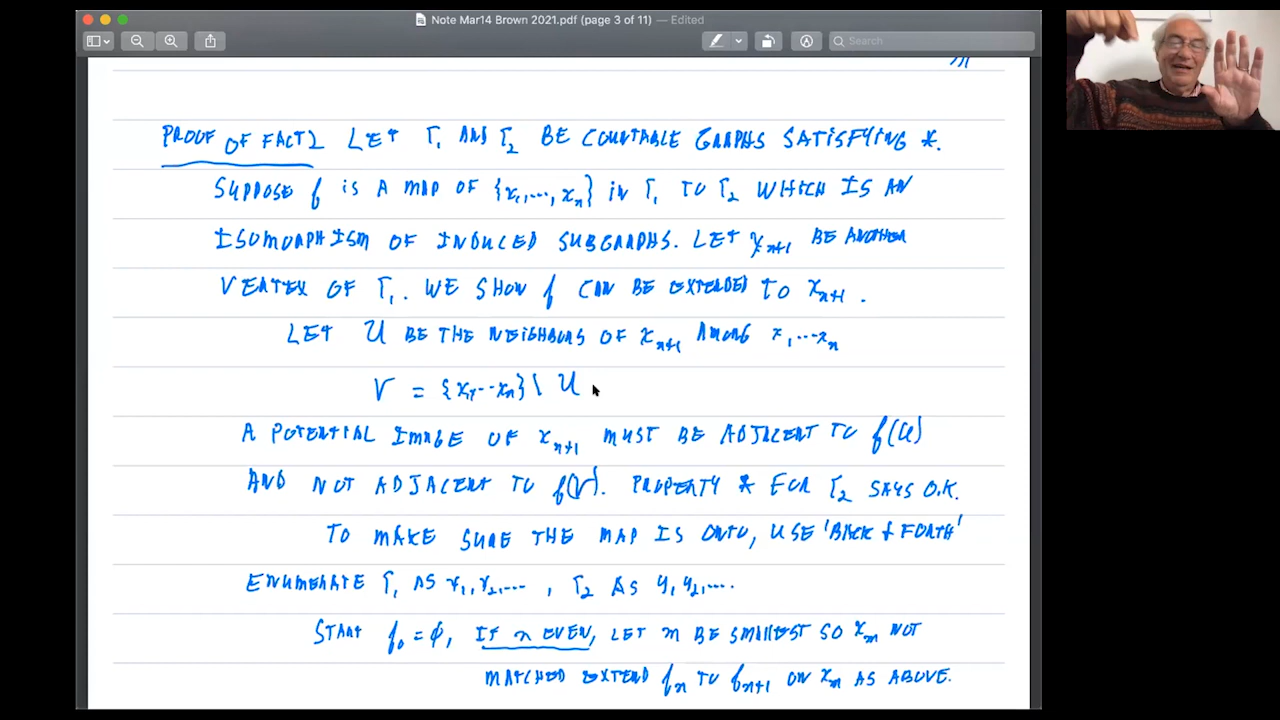 Note Mar14 Brown 2021.pdf (page 3 of 11) — Edited
Search
PROOF OF FACT 2 LET Γ₁ AND Γ₂ BE COUNTABLE GRAPHS SATISFYING *.
SUPPOSE f IS A MAP OF {x₁,…,xₙ} IN Γ₁ TO Γ₂ WHICH IS AN
ISOMORPHISM OF INDUCED SUBGRAPHS. LET xₙ₊₁ BE ANOTHER
VERTEX OF Γ₁. WE SHOW f CAN BE EXTENDED TO xₙ₊₁.
LET U BE THE NEIGHBORS OF xₙ₊₁ AMONG x₁…xₙ
V = {x₁…xₙ} \ U
A POTENTIAL IMAGE OF xₙ₊₁ MUST BE ADJACENT TO f(U)
AND NOT ADJACENT TO f(V). PROPERTY * FOR Γ₂ SAYS O.K.
TO MAKE SURE THE MAP IS ONTO, USE 'BACK & FORTH'
ENUMERATE Γ₁ AS x₁, x₂,…, Γ₂ AS y₁, y₂,….
START f₀ = ϕ, IF n EVEN, LET m BE SMALLEST SO xₘ NOT
MATCHED EXTEND fₙ TO fₙ₊₁ ON xₘ AS ABOVE.